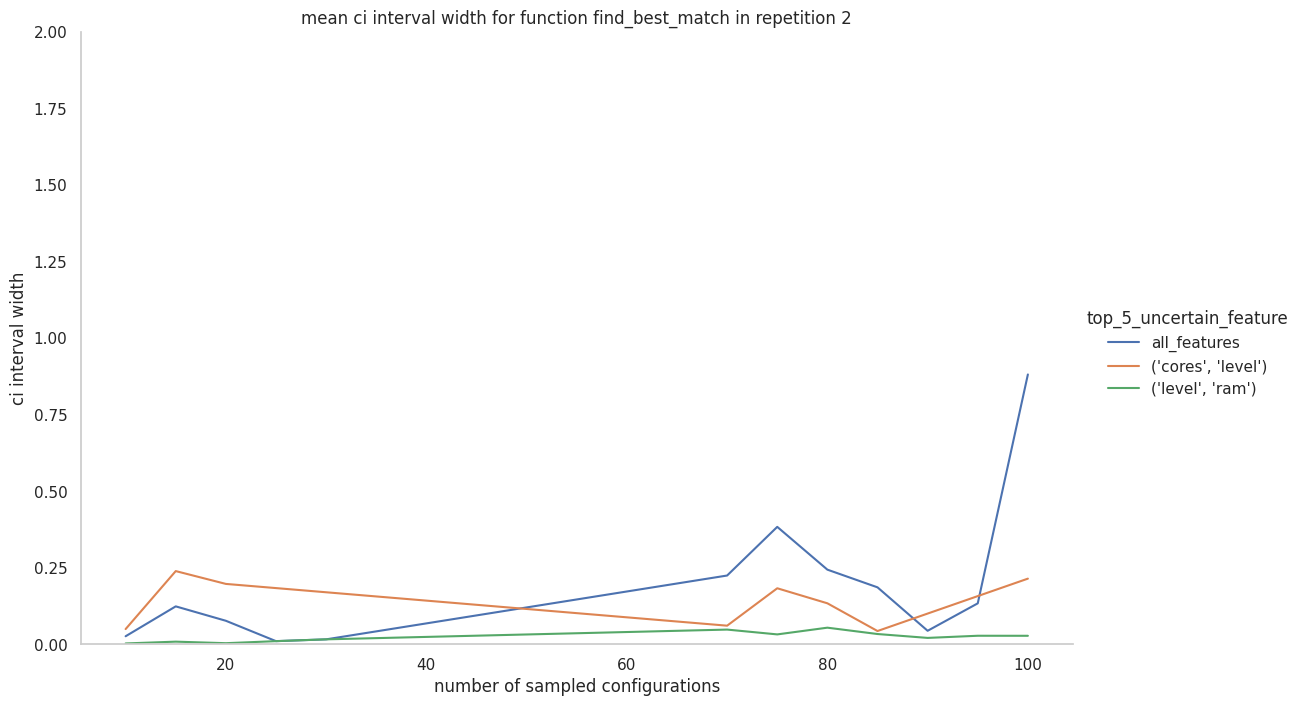 mean ci interval width for function find_best_match in repetition 2
2.00
1.75
1.50
1.25
1.00
0.75
0.50
0.25
0.00
ci interval width
20
40
60
80
100
number of sampled configurations
top_5_uncertain_feature
all_features
('cores', 'level')
('level', 'ram')